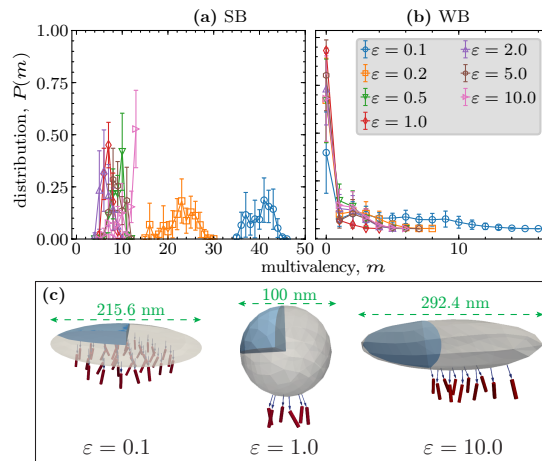 (a) SB
(b) WB
distribution, P(m)
1.00
0.75
0.50
0.25
0.00
0 10 20 30 40 50
0 10
multivalency, m
ε = 0.1
ε = 0.2
ε = 0.5
ε = 1.0
ε = 2.0
ε = 5.0
ε = 10.0
(c)
215.6 nm
100 nm
292.4 nm
ε = 0.1
ε = 1.0
ε = 10.0